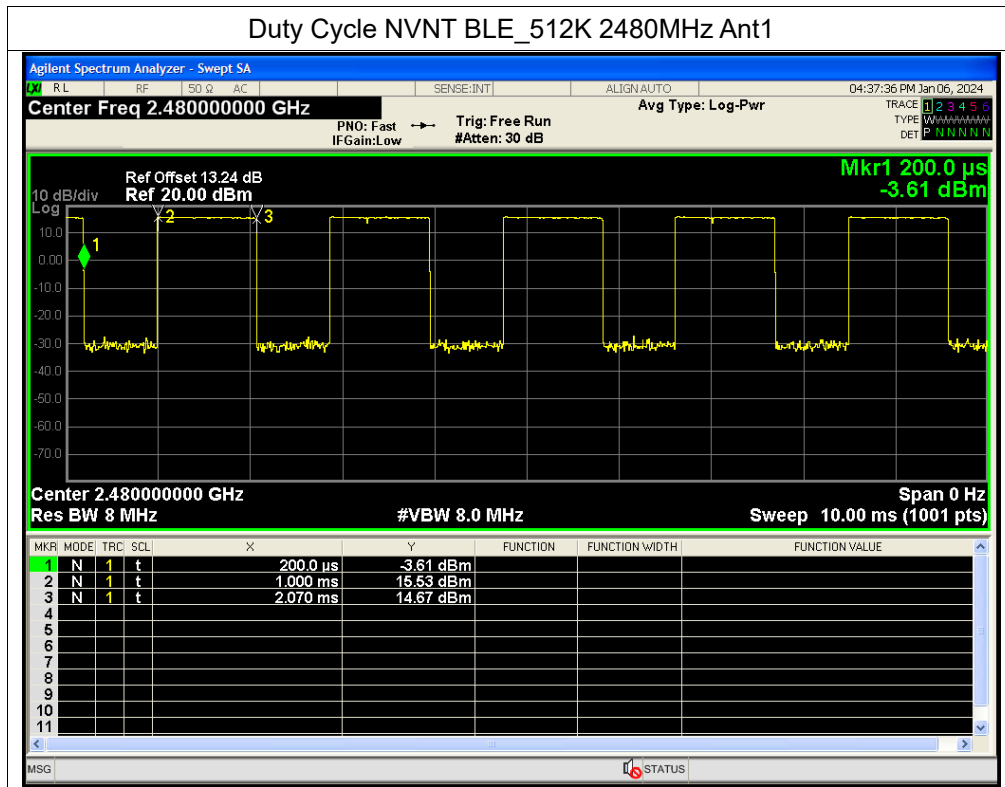 Duty Cycle NVNT BLE_512K 2480MHz Ant1
Agilent Spectrum Analyzer - Swept SA
LXI RL RF 50 Ω AC SENSE:INT ALIGN AUTO 04:37:36 PM Jan 06, 2024
Center Freq 2.480000000 GHz Avg Type: Log-Pwr TRACE 1 2 3 4 5 6
PNO: Fast Trig: Free Run TYPE WWWWWW
IFGain:Low #Atten: 30 dB DET P N N N N N
Mkr1 200.0 µs
Ref Offset 13.24 dB
10 dB/div Ref 20.00 dBm -3.61 dBm
Log
2 3
10.0
1
0.00
-10.0
-20.0
-30.0
-40.0
-50.0
-60.0
-70.0
Center 2.480000000 GHz Span 0 Hz
Res BW 8 MHz #VBW 8.0 MHz Sweep 10.00 ms (1001 pts)
MKR MODE TRC SCL X Y FUNCTION FUNCTION WIDTH FUNCTION VALUE
1 N 1 t 200.0 µs -3.61 dBm
2 N 1 t 1.000 ms 15.53 dBm
3 N 1 t 2.070 ms 14.67 dBm
4
5
6
7
8
9
10
11
MSG STATUS